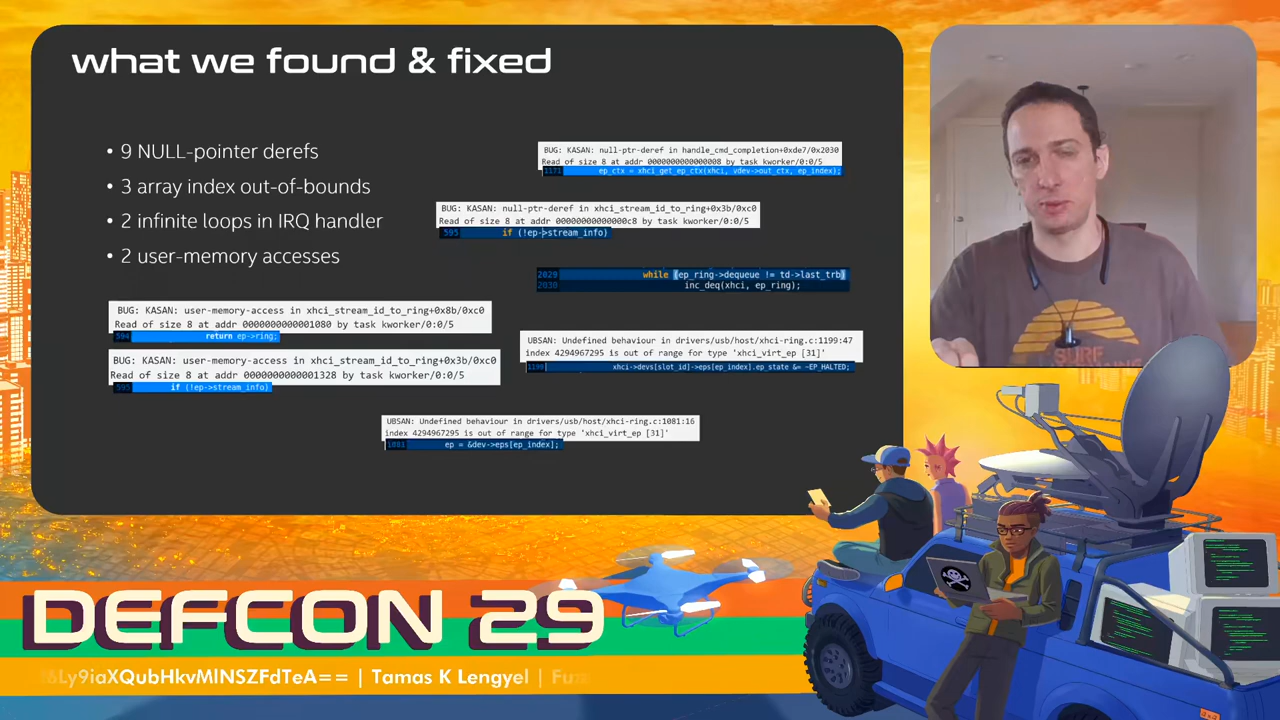 what we found & fixed
• 9 NULL-pointer derefs
• 3 array index out-of-bounds
• 2 infinite loops in IRQ handler
• 2 user-memory accesses
BUG: KASAN: null-ptr-deref in handle_cmd_completion+0xde7/0x2030
Read of size 8 at addr 0000000000000008 by task kworker/0:0/5
1171 ep_ctx = xhci_get_ep_ctx(xhci, vdev->out_ctx, ep_index);
BUG: KASAN: null-ptr-deref in xhci_stream_id_to_ring+0x3b/0xc0
Read of size 8 at addr 00000000000000c8 by task kworker/0:0/5
595 if (!ep->stream_info)
2029 while (ep_ring->dequeue != td->last_trb)
2030 inc_deq(xhci, ep_ring);
BUG: KASAN: user-memory-access in xhci_stream_id_to_ring+0x8b/0xc0
Read of size 8 at addr 0000000000001080 by task kworker/0:0/5
594 return ep->ring;
BUG: KASAN: user-memory-access in xhci_stream_id_to_ring+0x3b/0xc0
Read of size 8 at addr 0000000000001328 by task kworker/0:0/5
595 if (!ep->stream_info)
UBSAN: Undefined behaviour in drivers/usb/host/xhci-ring.c:1199:47
index 4294967295 is out of range for type 'xhci_virt_ep [31]'
xhci->devs[slot_id]->eps[ep_index].ep_state &= ~EP_HALTED;
UBSAN: Undefined behaviour in drivers/usb/host/xhci-ring.c:1081:16
index 4294967295 is out of range for type 'xhci_virt_ep [31]'
1081 ep = &dev->eps[ep_index];
SURF
DEFCON 29
Ly9iaXQubHkvMlNSZFdTeA== | Tamas K Lengyel |